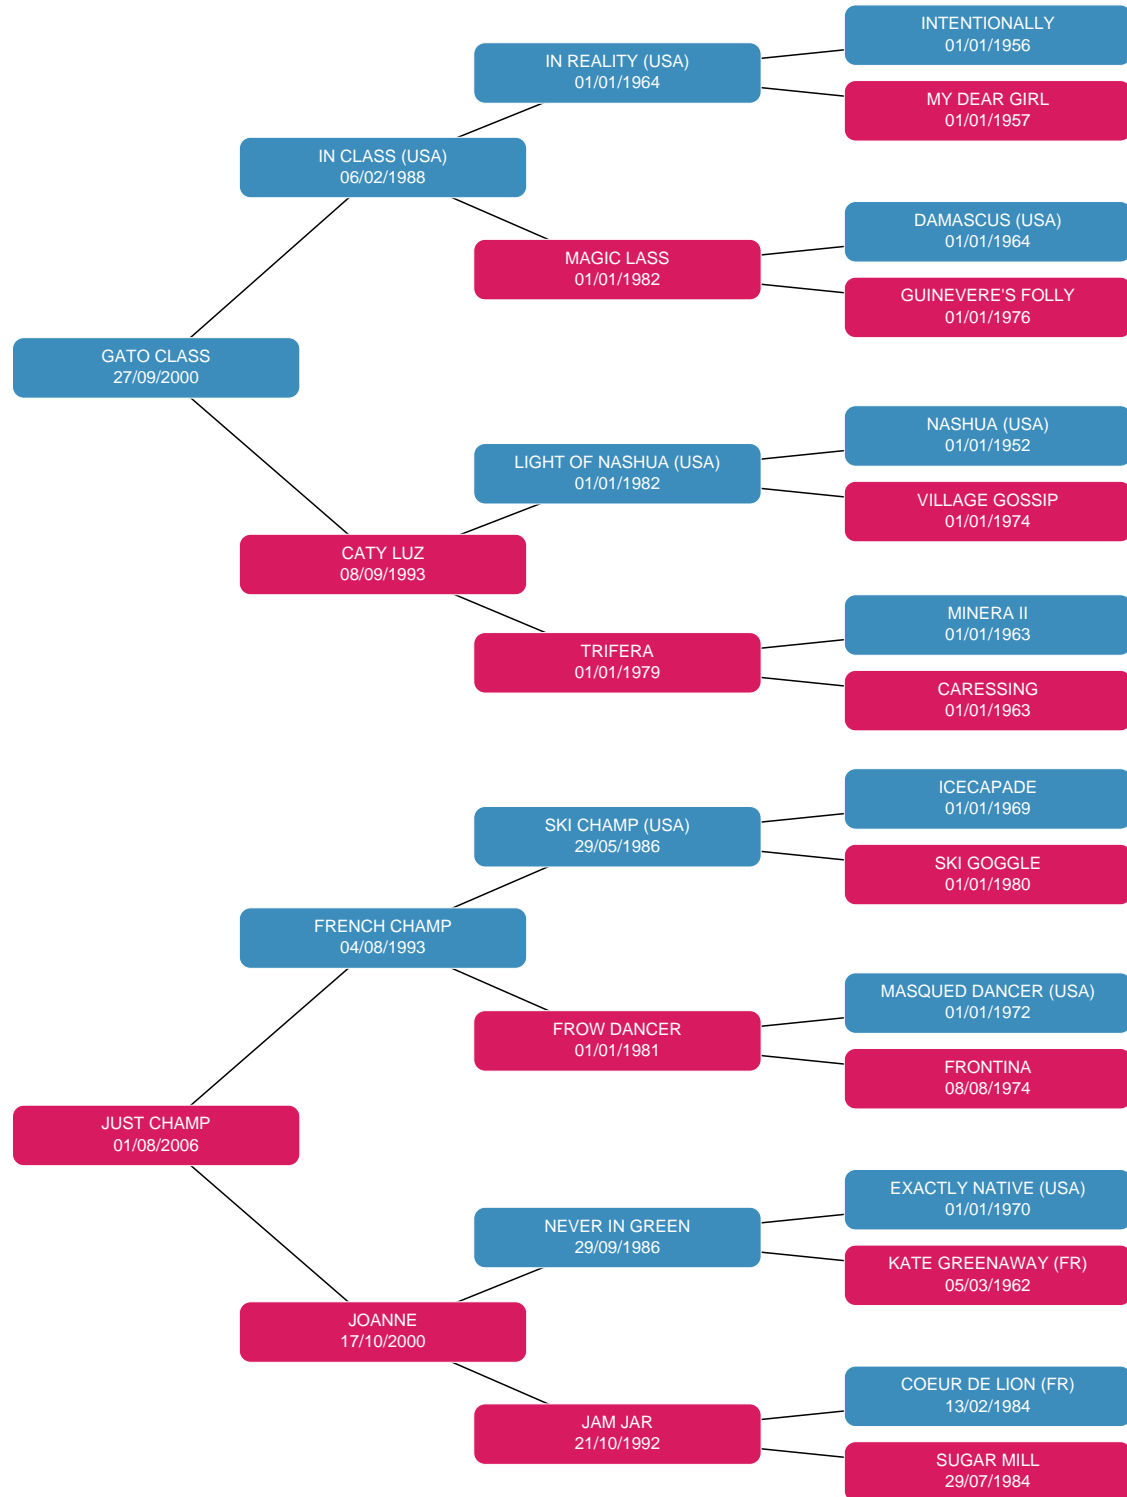 INTENTIONALLY
01/01/1956
IN REALITY (USA)
01/01/1964
MY DEAR GIRL
01/01/1957
IN CLASS (USA)
06/02/1988
DAMASCUS (USA)
01/01/1964
MAGIC LASS
01/01/1982
GUINEVERE'S FOLLY
01/01/1976
GATO CLASS
27/09/2000
NASHUA (USA)
01/01/1952
LIGHT OF NASHUA (USA)
01/01/1982
VILLAGE GOSSIP
01/01/1974
CATY LUZ
08/09/1993
MINERA II
01/01/1963
TRIFERA
01/01/1979
CARESSING
01/01/1963
ICECAPADE
01/01/1969
SKI CHAMP (USA)
29/05/1986
SKI GOGGLE
01/01/1980
FRENCH CHAMP
04/08/1993
MASQUED DANCER (USA)
01/01/1972
FROW DANCER
01/01/1981
FRONTINA
08/08/1974
JUST CHAMP
01/08/2006
EXACTLY NATIVE (USA)
01/01/1970
NEVER IN GREEN
29/09/1986
KATE GREENAWAY (FR)
05/03/1962
JOANNE
17/10/2000
COEUR DE LION (FR)
13/02/1984
JAM JAR
21/10/1992
SUGAR MILL
29/07/1984